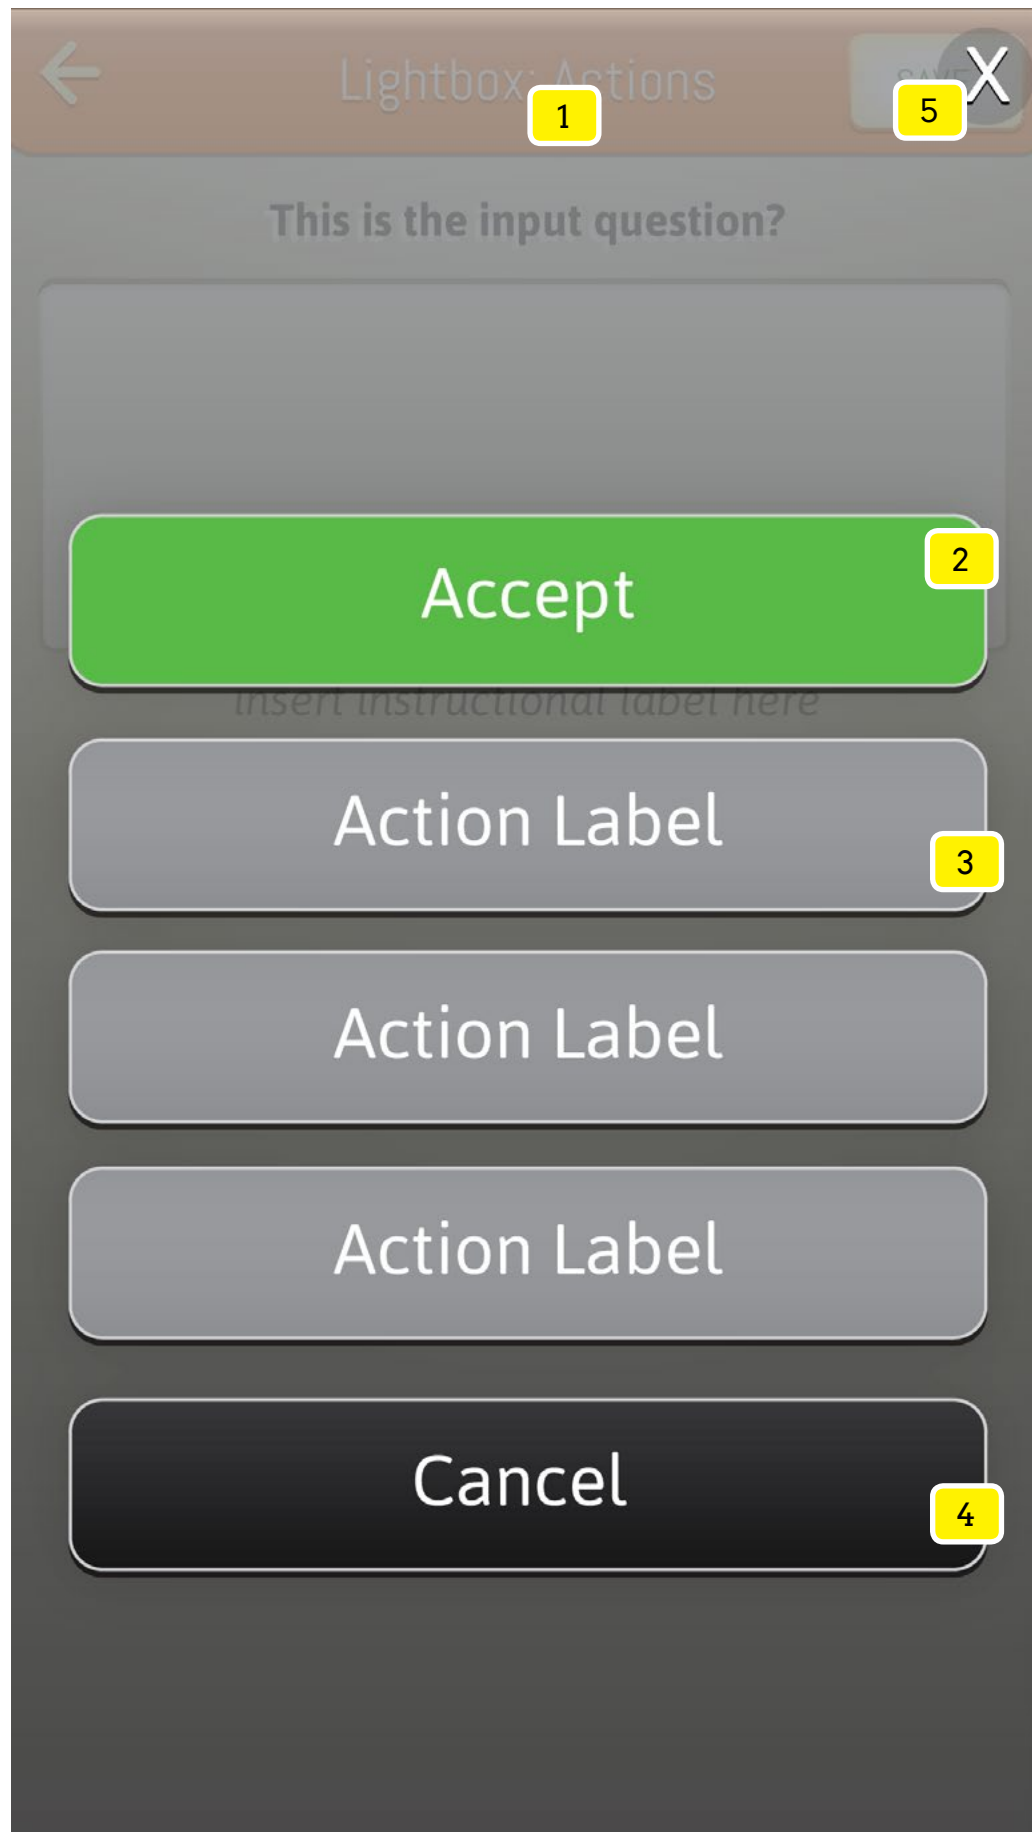 Lightbox: Actions
SAVE
X
1
5
This is the input question?
2
Accept
Insert instructional label here
Action Label
3
Action Label
Action Label
Cancel
4